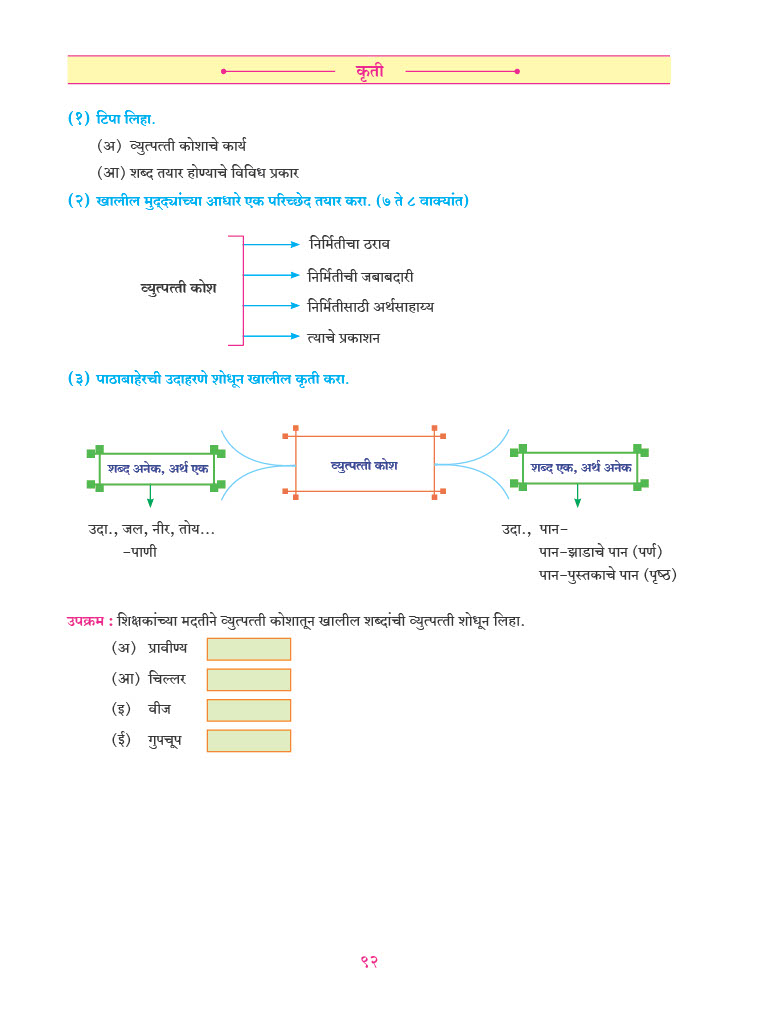 कृती
(१) टिपा लिहा.
(अ) व्युत्पत्ती कोशाचे कार्य
(आ) शब्द तयार होण्याचे विविध प्रकार
(२) खालील मुद्द्यांच्या आधारे एक परिच्छेद तयार करा. (७ ते ८ वाक्यांत)
व्युत्पत्ती कोश
निर्मितीचा ठराव
निर्मितीची जबाबदारी
निर्मितीसाठी अर्थसाहाय्य
त्याचे प्रकाशन
(३) पाठाबाहेरची उदाहरणे शोधून खालील कृती करा.
शब्द अनेक, अर्थ एक
व्युत्पत्ती कोश
शब्द एक, अर्थ अनेक
उदा., जल, नीर, तोय...
–पाणी
उदा., पान–
पान–झाडाचे पान (पर्ण)
पान–पुस्तकाचे पान (पृष्ठ)
उपक्रम : शिक्षकांच्या मदतीने व्युत्पत्ती कोशातून खालील शब्दांची व्युत्पत्ती शोधून लिहा.
(अ) प्रावीण्य
(आ) चिल्लर
(इ) वीज
(ई) गुपचूप
९२